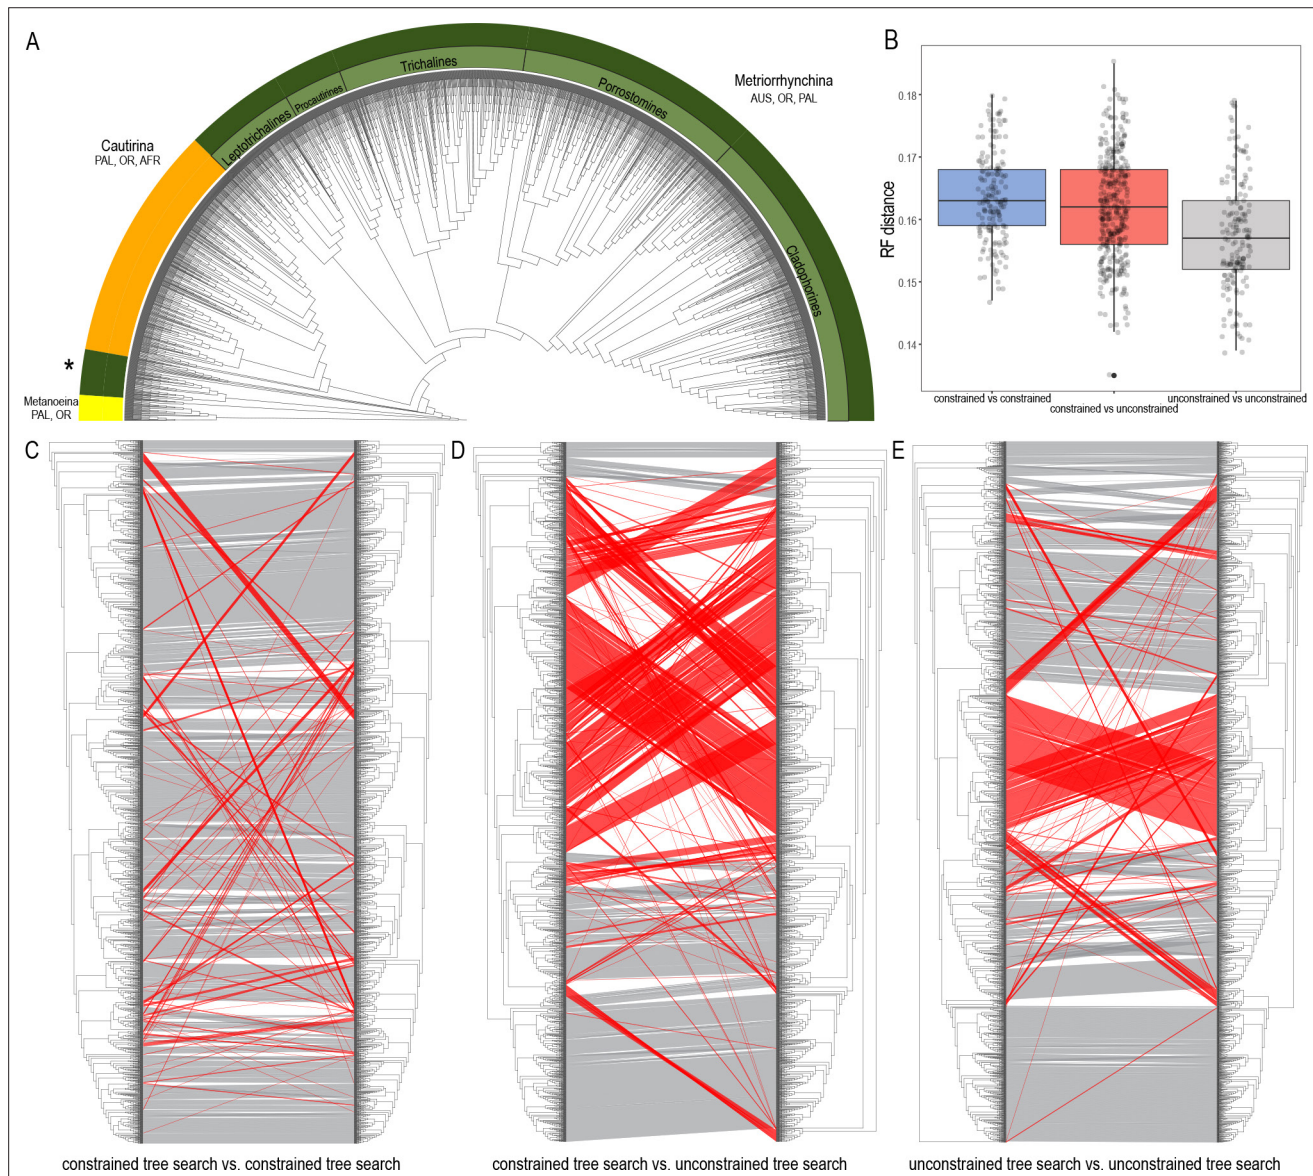 A
Trichalines
Procautirines
Leptotrichalines
Porrostomines
Cladophorines
Metriorrhynchina
AUS, OR, PAL
Cautirina
PAL, OR, AFR
*
Metanoeina
PAL, OR
B
RF distance
0.18
0.17
0.16
0.15
0.14
constrained vs constrained
constrained vs unconstrained
unconstrained vs unconstrained
C
D
E
constrained tree search vs. constrained tree search
constrained tree search vs. unconstrained tree search
unconstrained tree search vs. unconstrained tree search